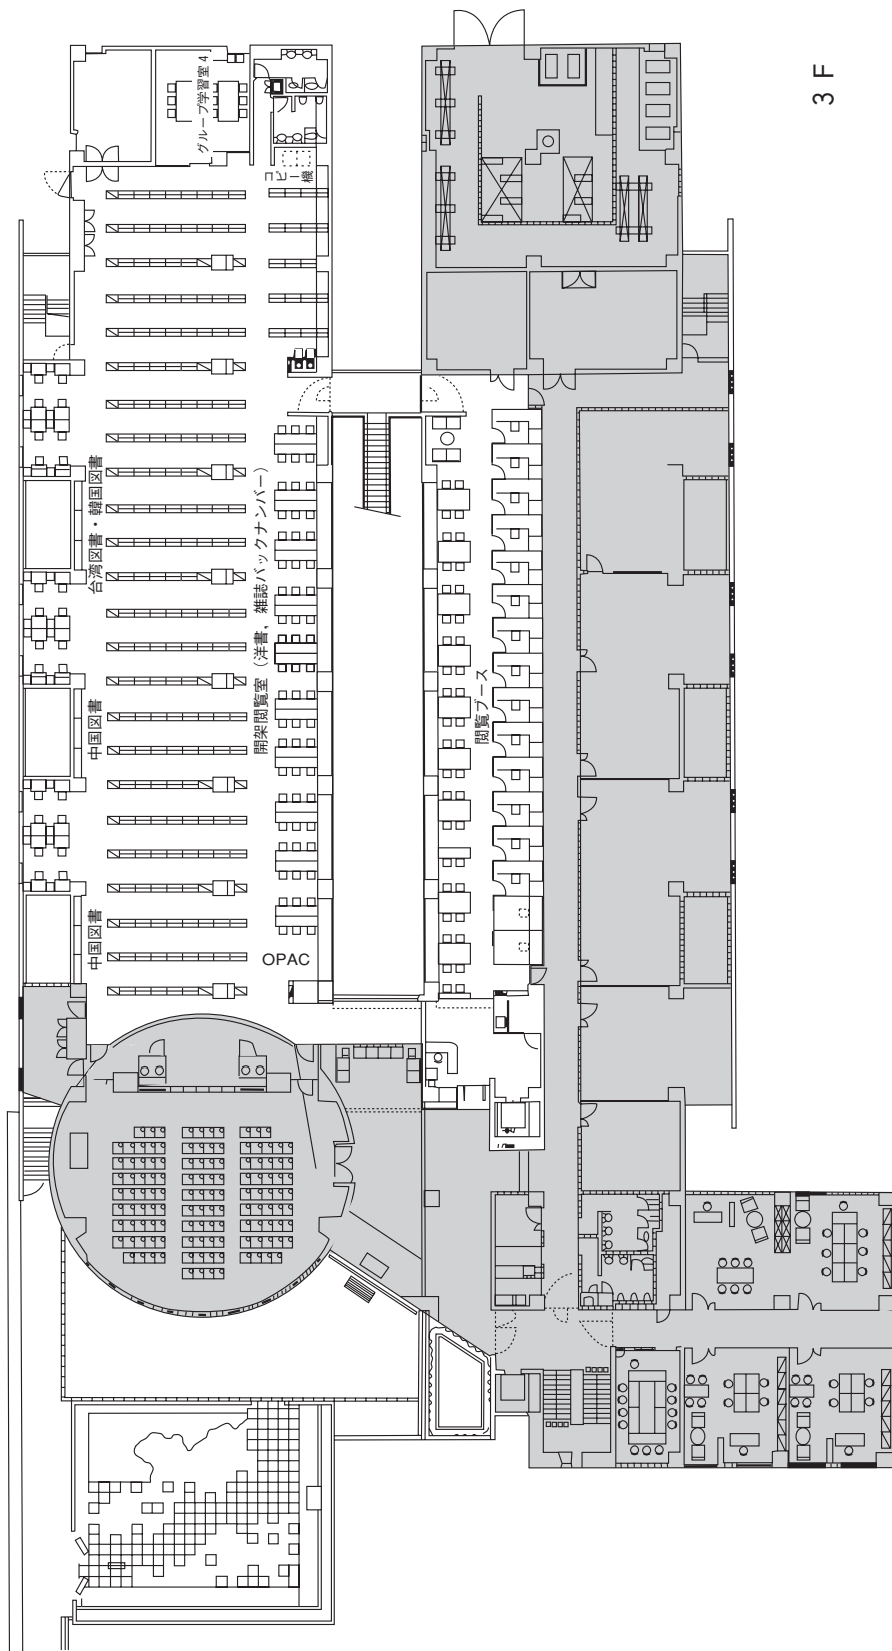 3F
グループ学習室 4
コピー機
台湾図書・韓国図書
開架閲覧室（洋書、雑誌バックナンバー）
閲覧ブース
中国図書
中国図書
OPAC